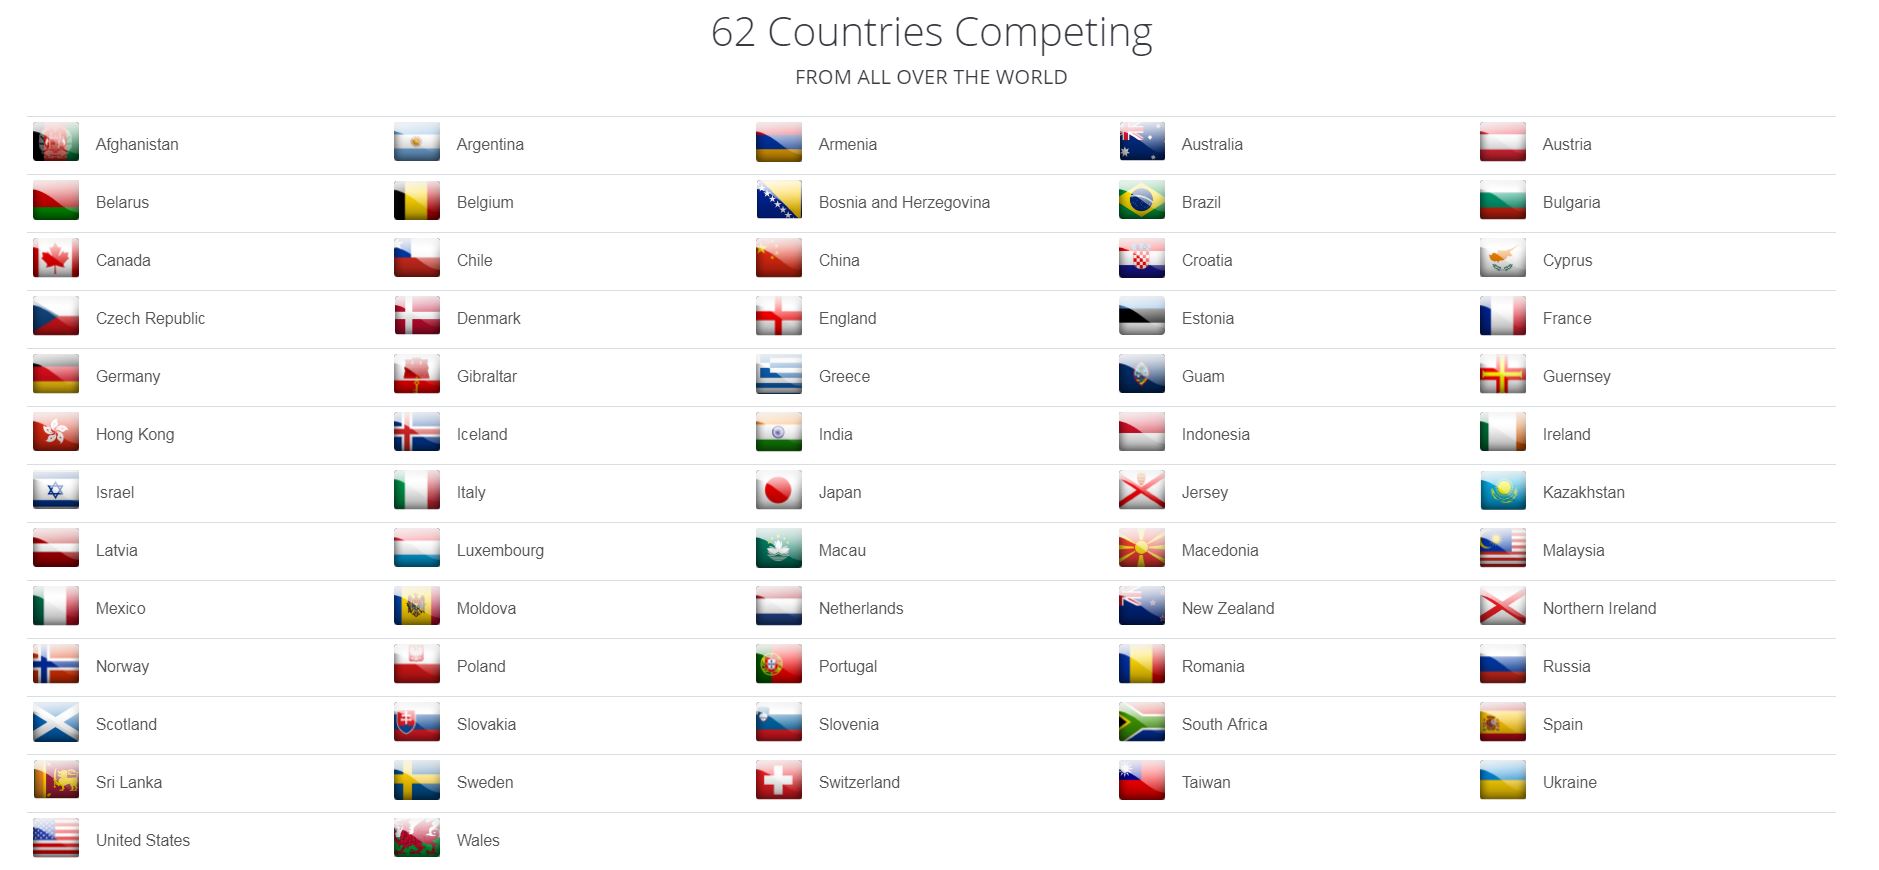 62 Countries Competing
FROM ALL OVER THE WORLD
Afghanistan Argentina Armenia Australia Austria
Belarus Belgium Bosnia and Herzegovina Brazil Bulgaria
Canada Chile China Croatia Cyprus
Czech Republic Denmark England Estonia France
Germany Gibraltar Greece Guam Guernsey
Hong Kong Iceland India Indonesia Ireland
Israel Italy Japan Jersey Kazakhstan
Latvia Luxembourg Macau Macedonia Malaysia
Mexico Moldova Netherlands New Zealand Northern Ireland
Norway Poland Portugal Romania Russia
Scotland Slovakia Slovenia South Africa Spain
Sri Lanka Sweden Switzerland Taiwan Ukraine
United States Wales